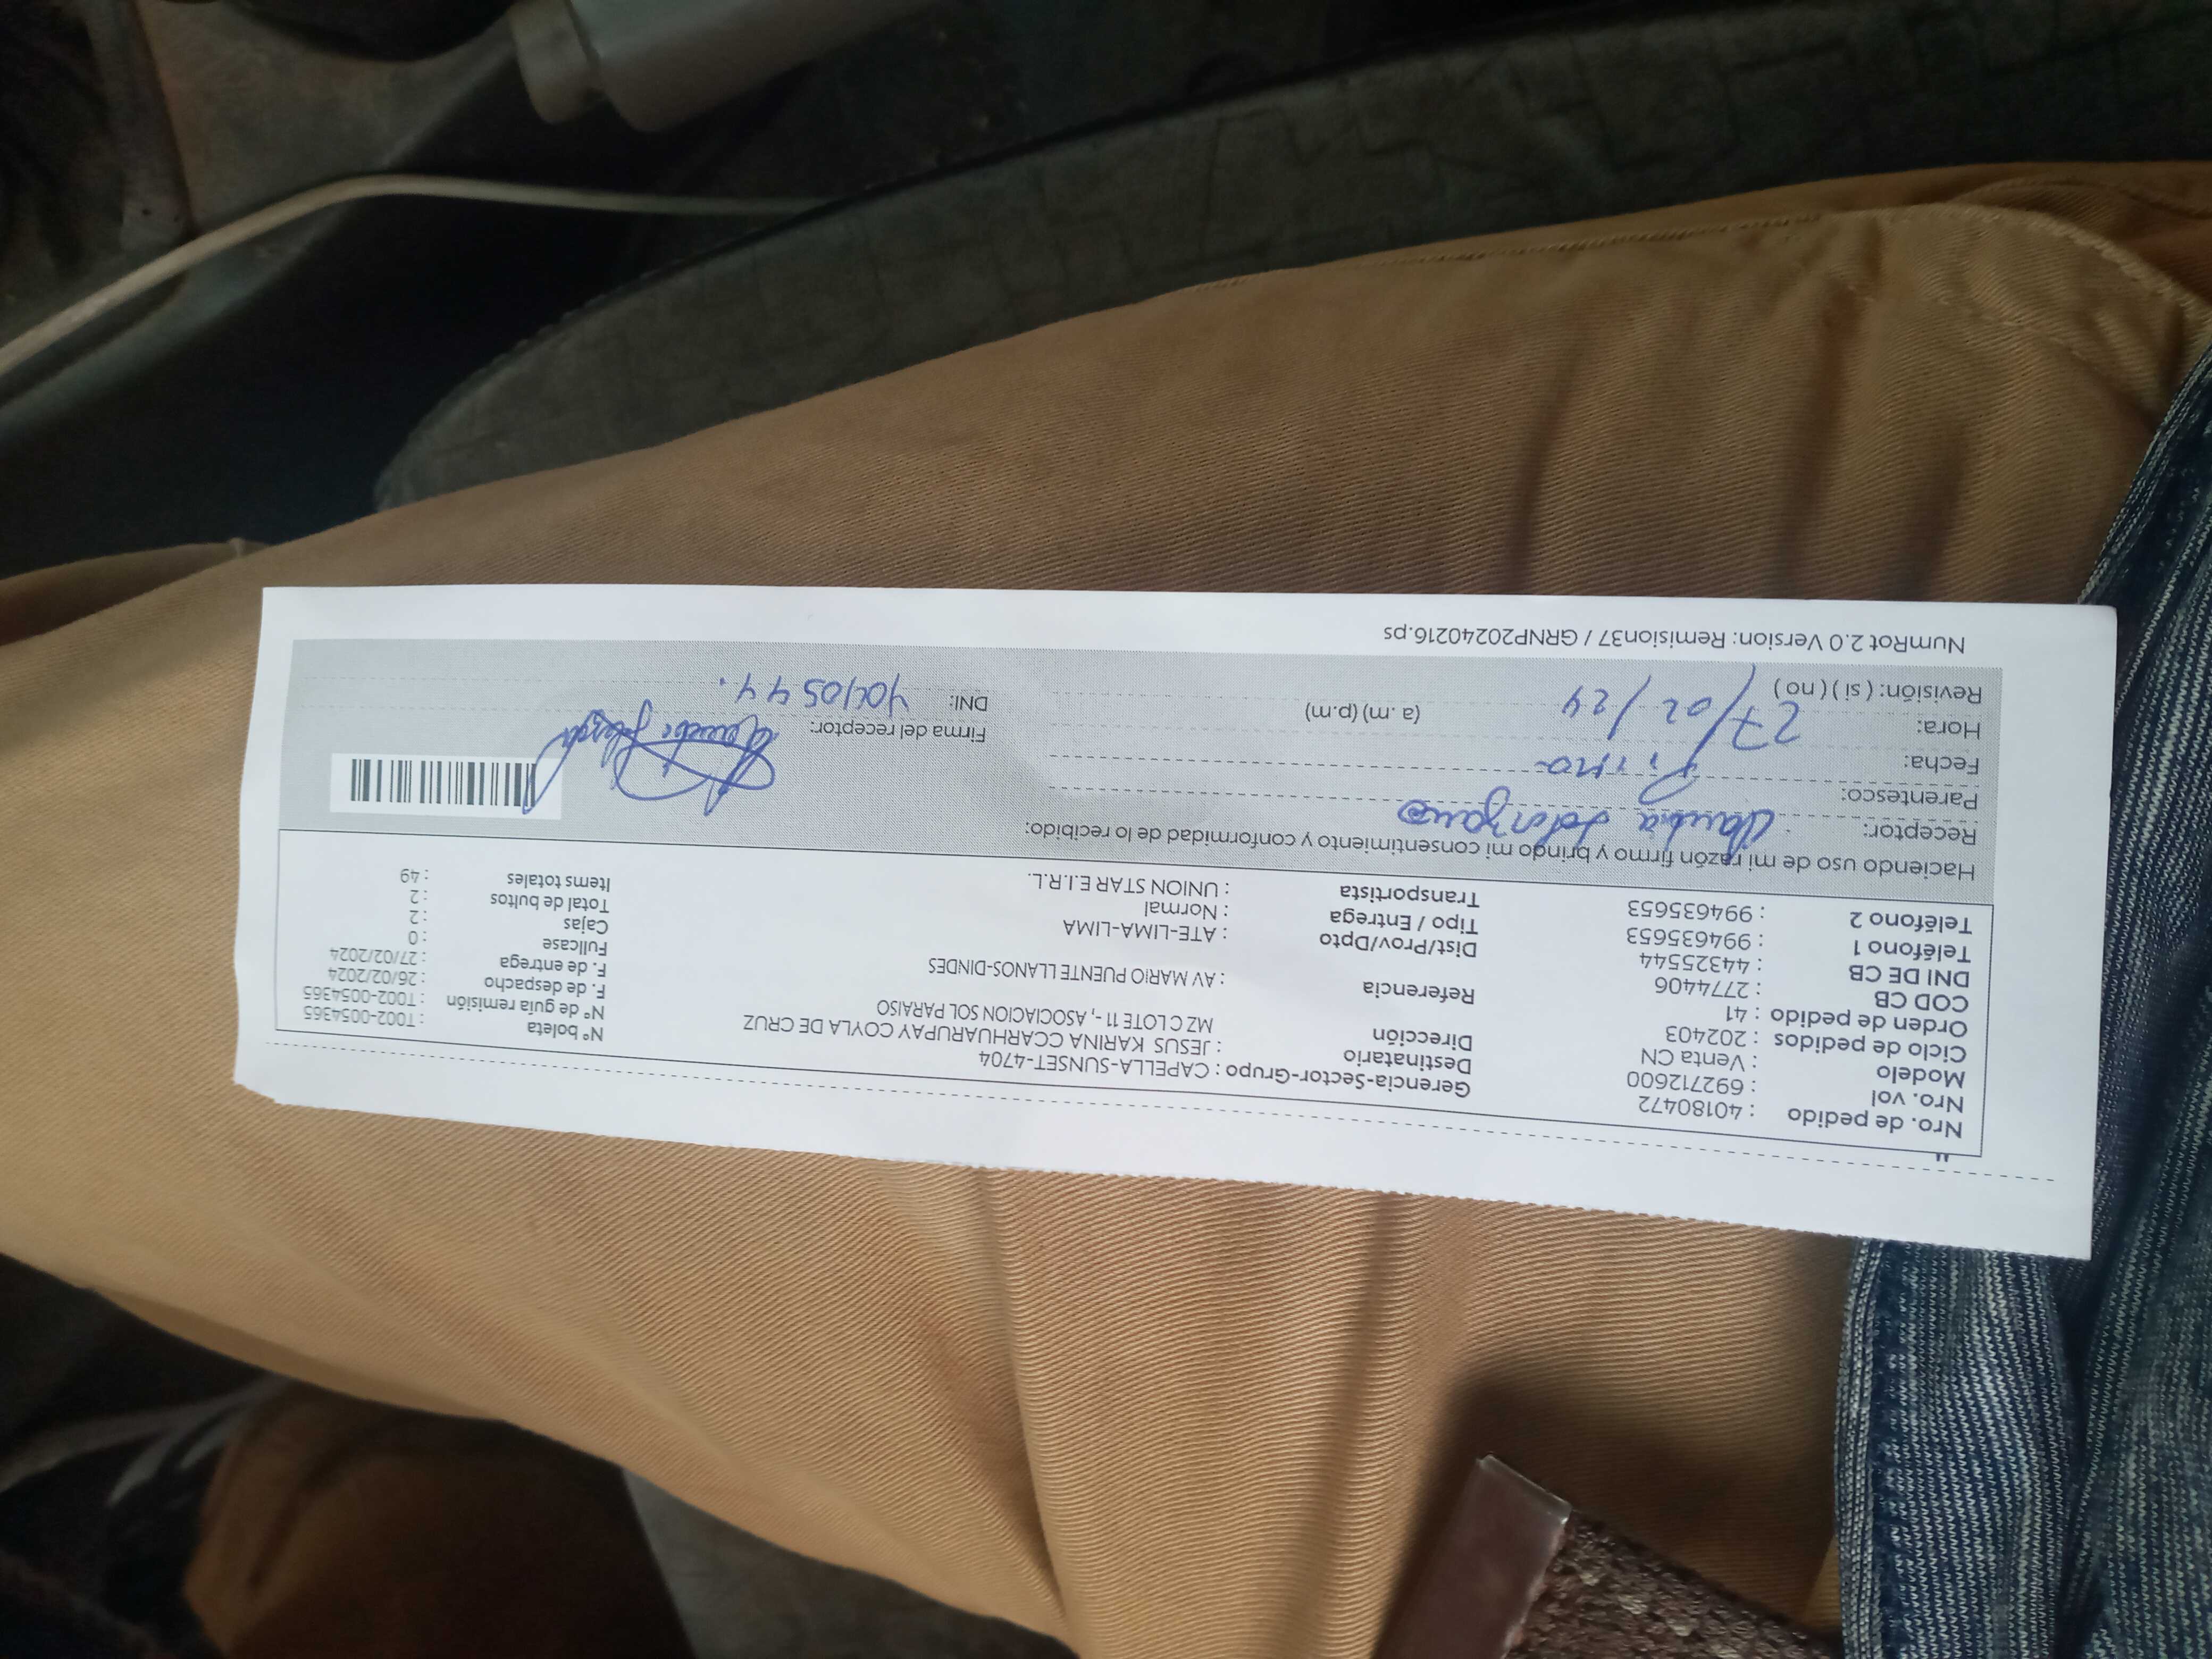 Nro. de pedido : 40180472 Gerencia-Sector-Grupo : CAPELLA-SUNSET-4704 N° boleta : T002-0054365
Nro. vol : 692712600 Destinatario : JESUS KARINA CCARHUARUPAY COYLA DE CRUZ N° de guía remisión : T002-0054365
Modelo : Venta CN Dirección MZ C LOTE 11 -, ASOCIACION SOL PARAISO F. de despacho : 26/02/2024
Ciclo de pedidos : 202403 F. de entrega : 27/02/2024
Orden de pedido : 41 Referencia : AV MARIO PUENTE LLANOS-DINDES Fullcase : 0
COD CB : 2774406 Dist/Prov/Dpto : ATE-LIMA-LIMA Cajas : 2
DNI DE CB : 44325544 Tipo / Entrega : Normal Total de bultos : 2
Teléfono 1 : 994635653 Transportista : UNION STAR E.I.R.L. Items totales : 49
Teléfono 2 : 994635653
Haciendo uso de mi razón firmo y brindo mi consentimiento y conformidad de lo recibido:
Receptor: Claudia Solorzano
Parentesco: Prima
Fecha: 27/02/24 Firma del receptor:
Hora: (a.m) (p.m) DNI:
Revisión: ( si ) ( no )
NumRot 2.0 Version: Remision37 / GRNP20240216.ps